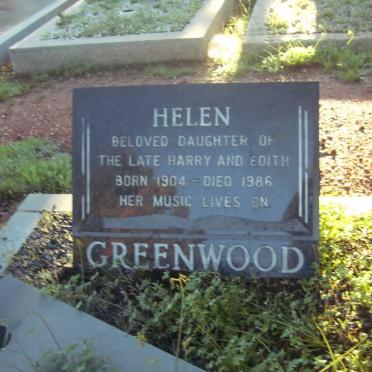 HELEN
BELOVED DAUGHTER OF
THE LATE HARRY AND EDITH
BORN 1904 - DIED 1986
HER MUSIC LIVES ON
GREENWOOD